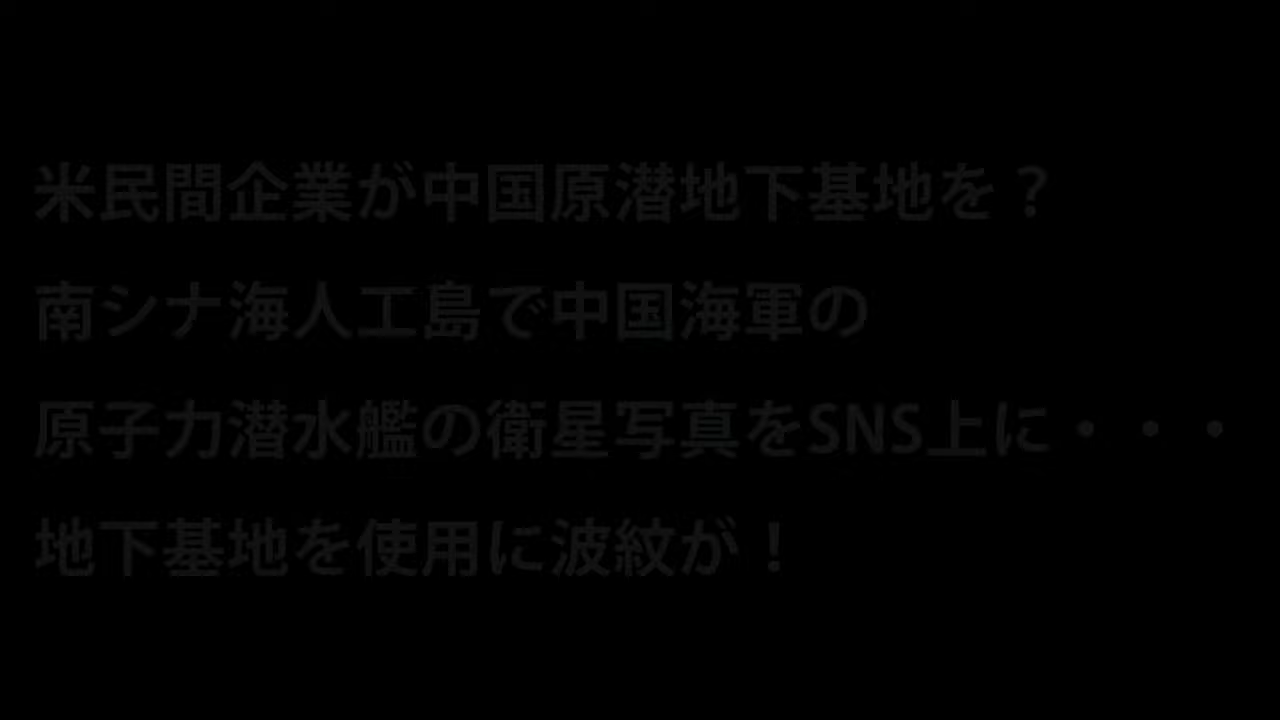 米民間企業が中国原潜地下基地を？
南シナ海人工島で中国海軍の
原子力潜水艦の衛星写真をSNS上に・・・
地下基地を使用に波紋が！